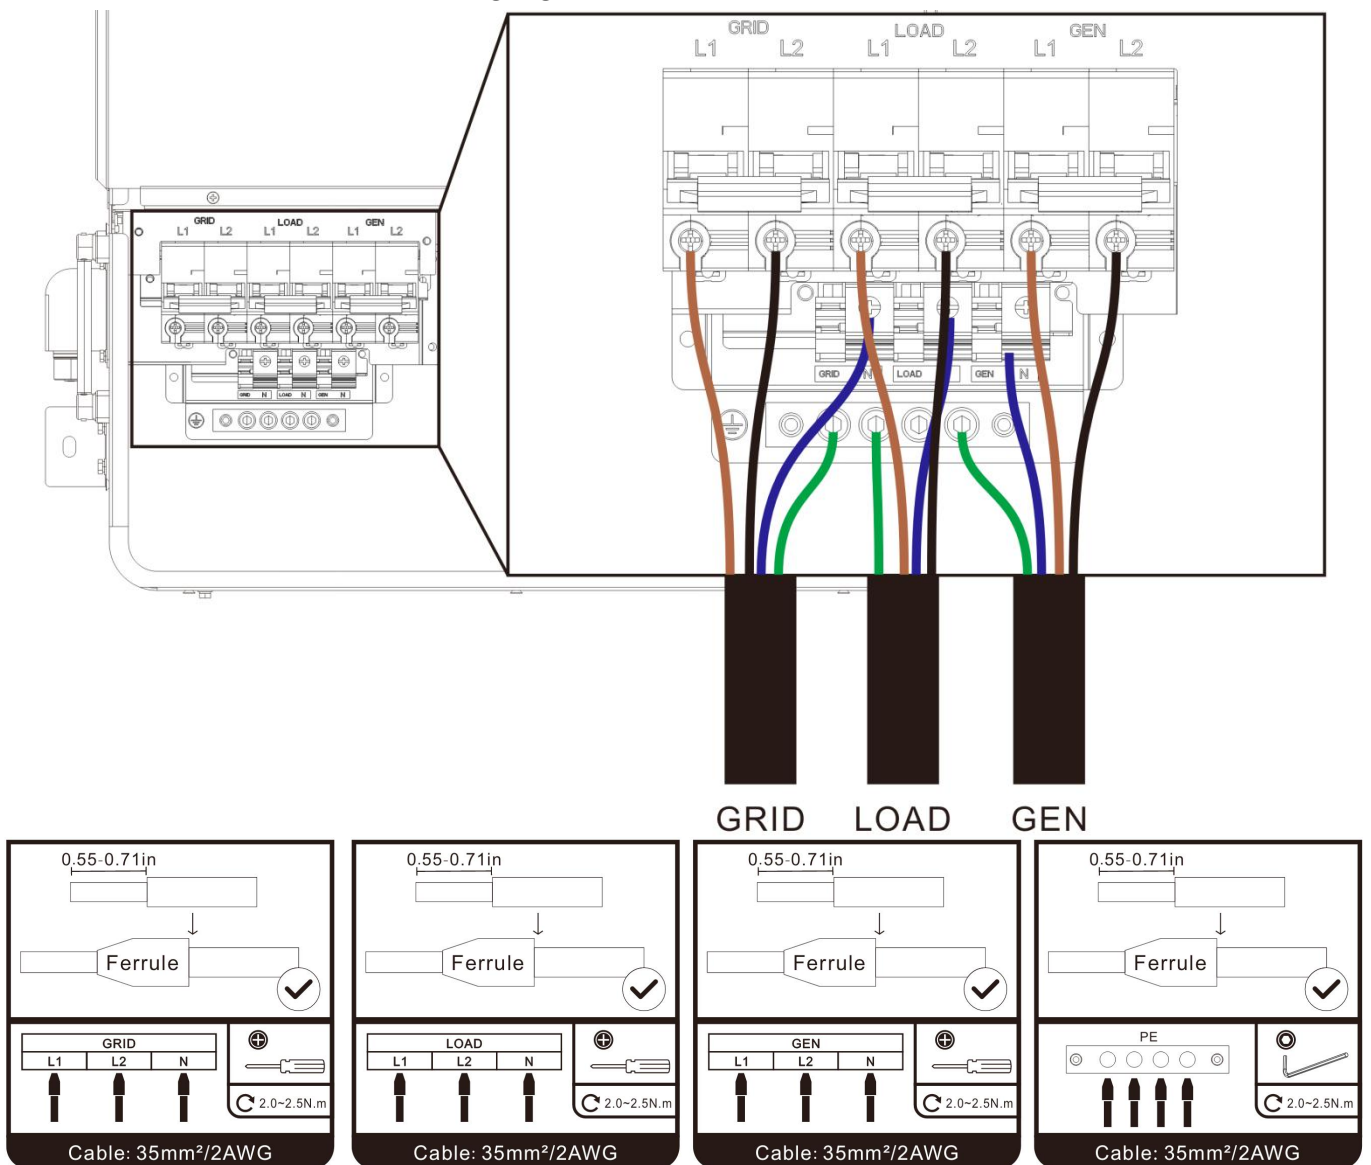 GRID LOAD GEN
L1 L2 L1 L2 L1 L2
GRID LOAD GEN
L1 L2 L1 L2 L1 L2
GRID N LOAD N GEN N
GRID N LOAD GEN N
GRID LOAD GEN
0.55-0.71in
Ferrule
GRID
L1 L2 N
2.0~2.5N.m
Cable: 35mm²/2AWG
0.55-0.71in
Ferrule
LOAD
L1 L2 N
2.0~2.5N.m
Cable: 35mm²/2AWG
0.55-0.71in
Ferrule
GEN
L1 L2 N
2.0~2.5N.m
Cable: 35mm²/2AWG
0.55-0.71in
Ferrule
PE
2.0~2.5N.m
Cable: 35mm²/2AWG